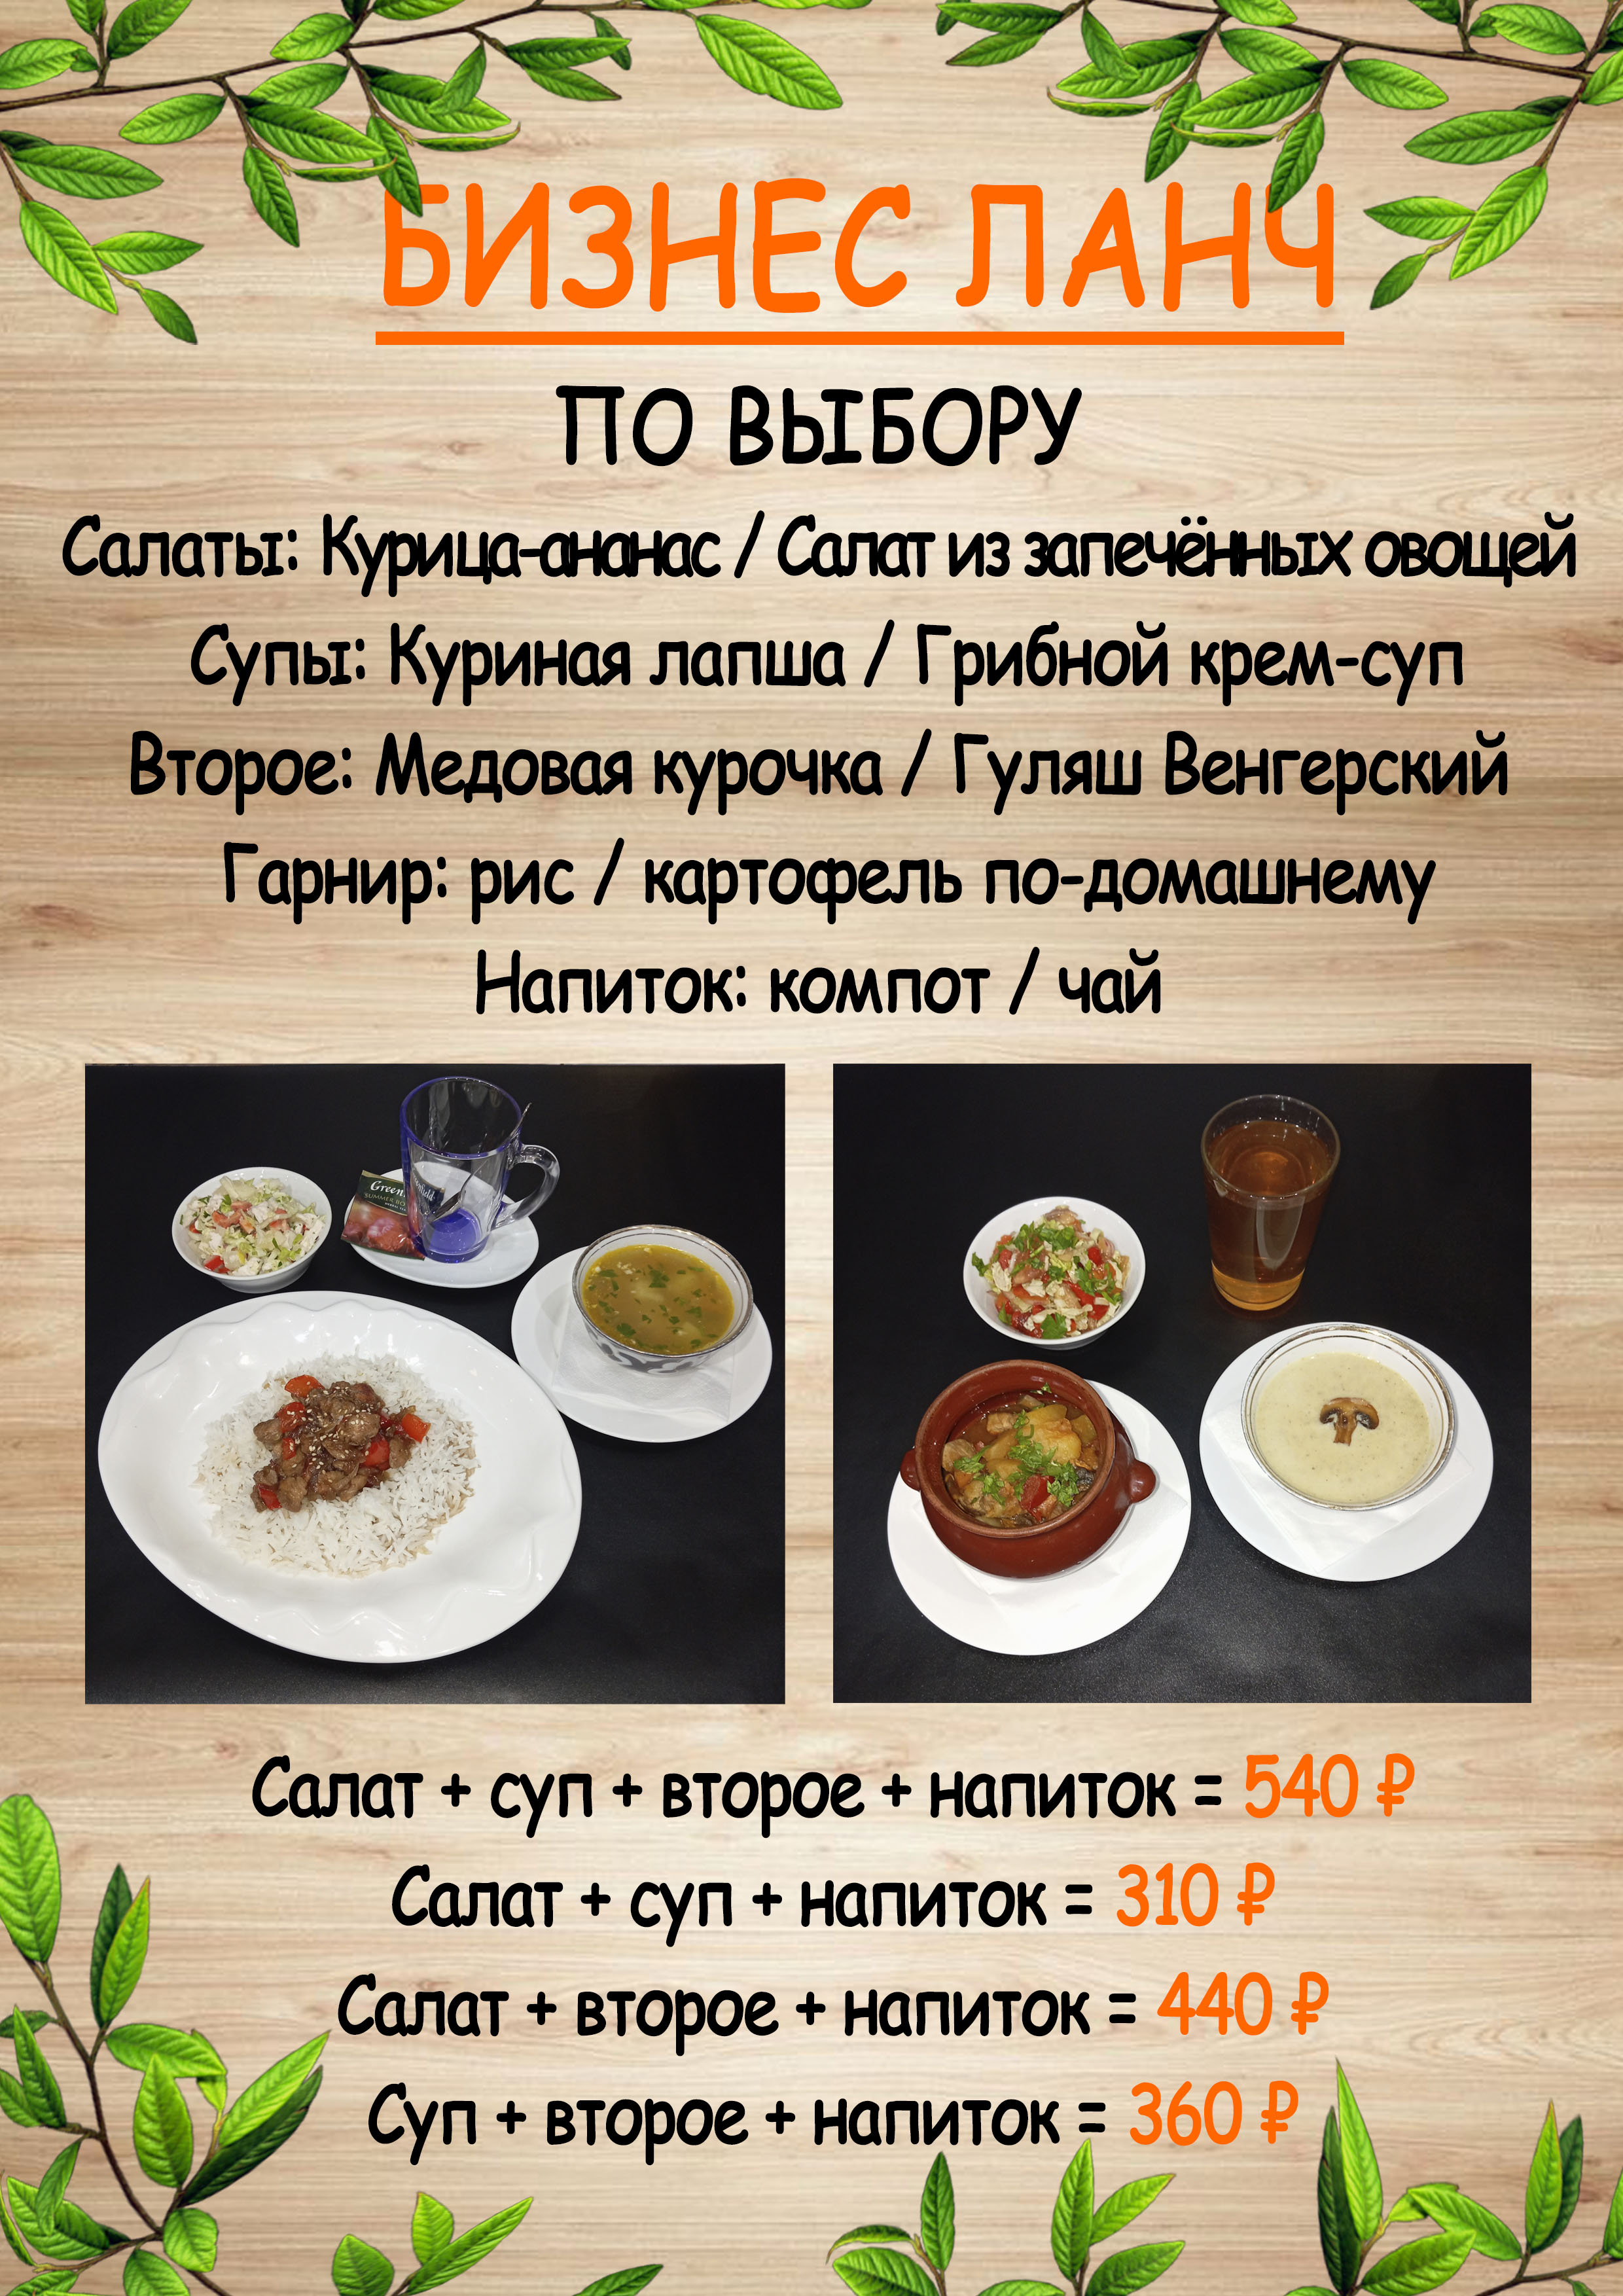 БИЗНЕС ЛАНЧ
ПО ВЫБОРУ
Салаты: Курица-ананас / Салат из запечённых овощей
Супы: Куриная лапша / Грибной крем-суп
Второе: Медовая курочка / Гуляш Венгерский
Гарнир: рис / картофель по-домашнему
Напиток: компот / чай
Салат + суп + второе + напиток = 540 ₽
Салат + суп + напиток = 310 ₽
Салат + второе + напиток = 440 ₽
Суп + второе + напиток = 360 ₽